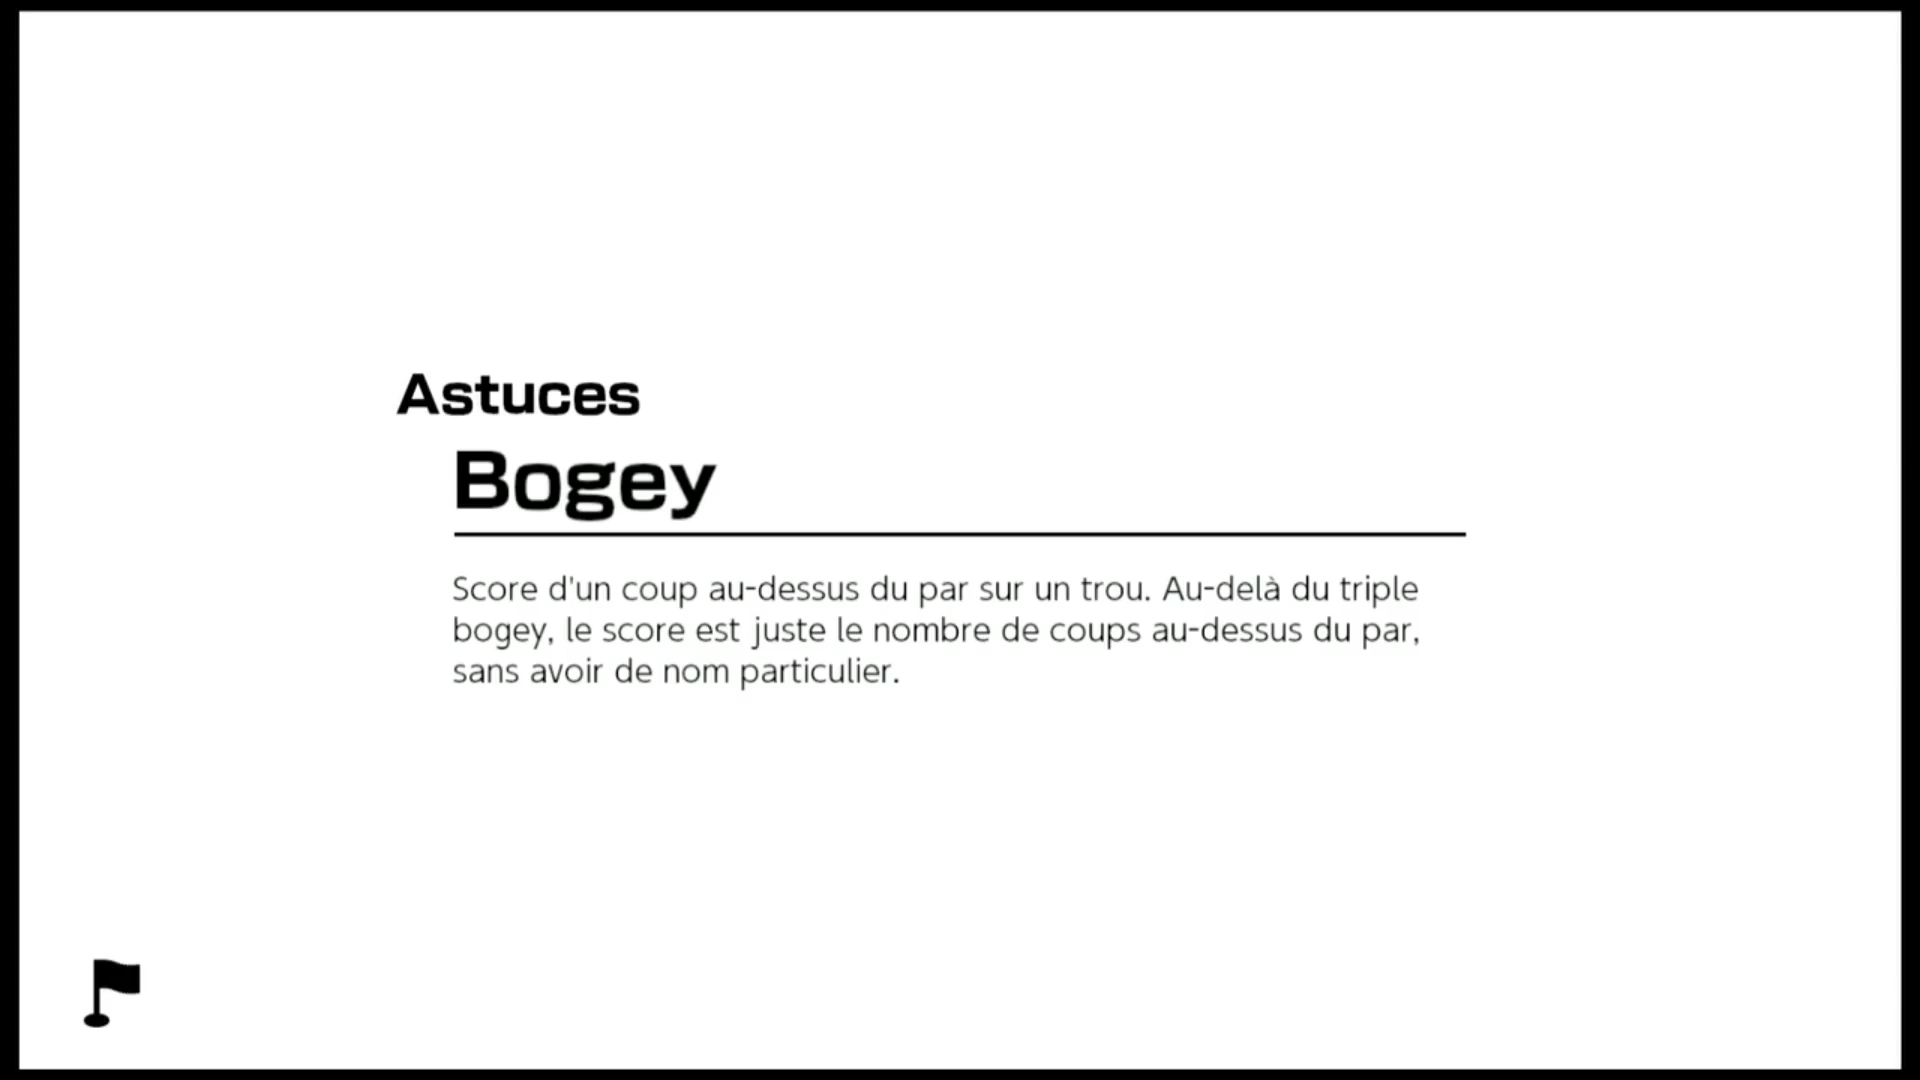 Astuces
Bogey
Score d'un coup au-dessus du par sur un trou. Au-delà du triple
bogey, le score est juste le nombre de coups au-dessus du par,
sans avoir de nom particulier.